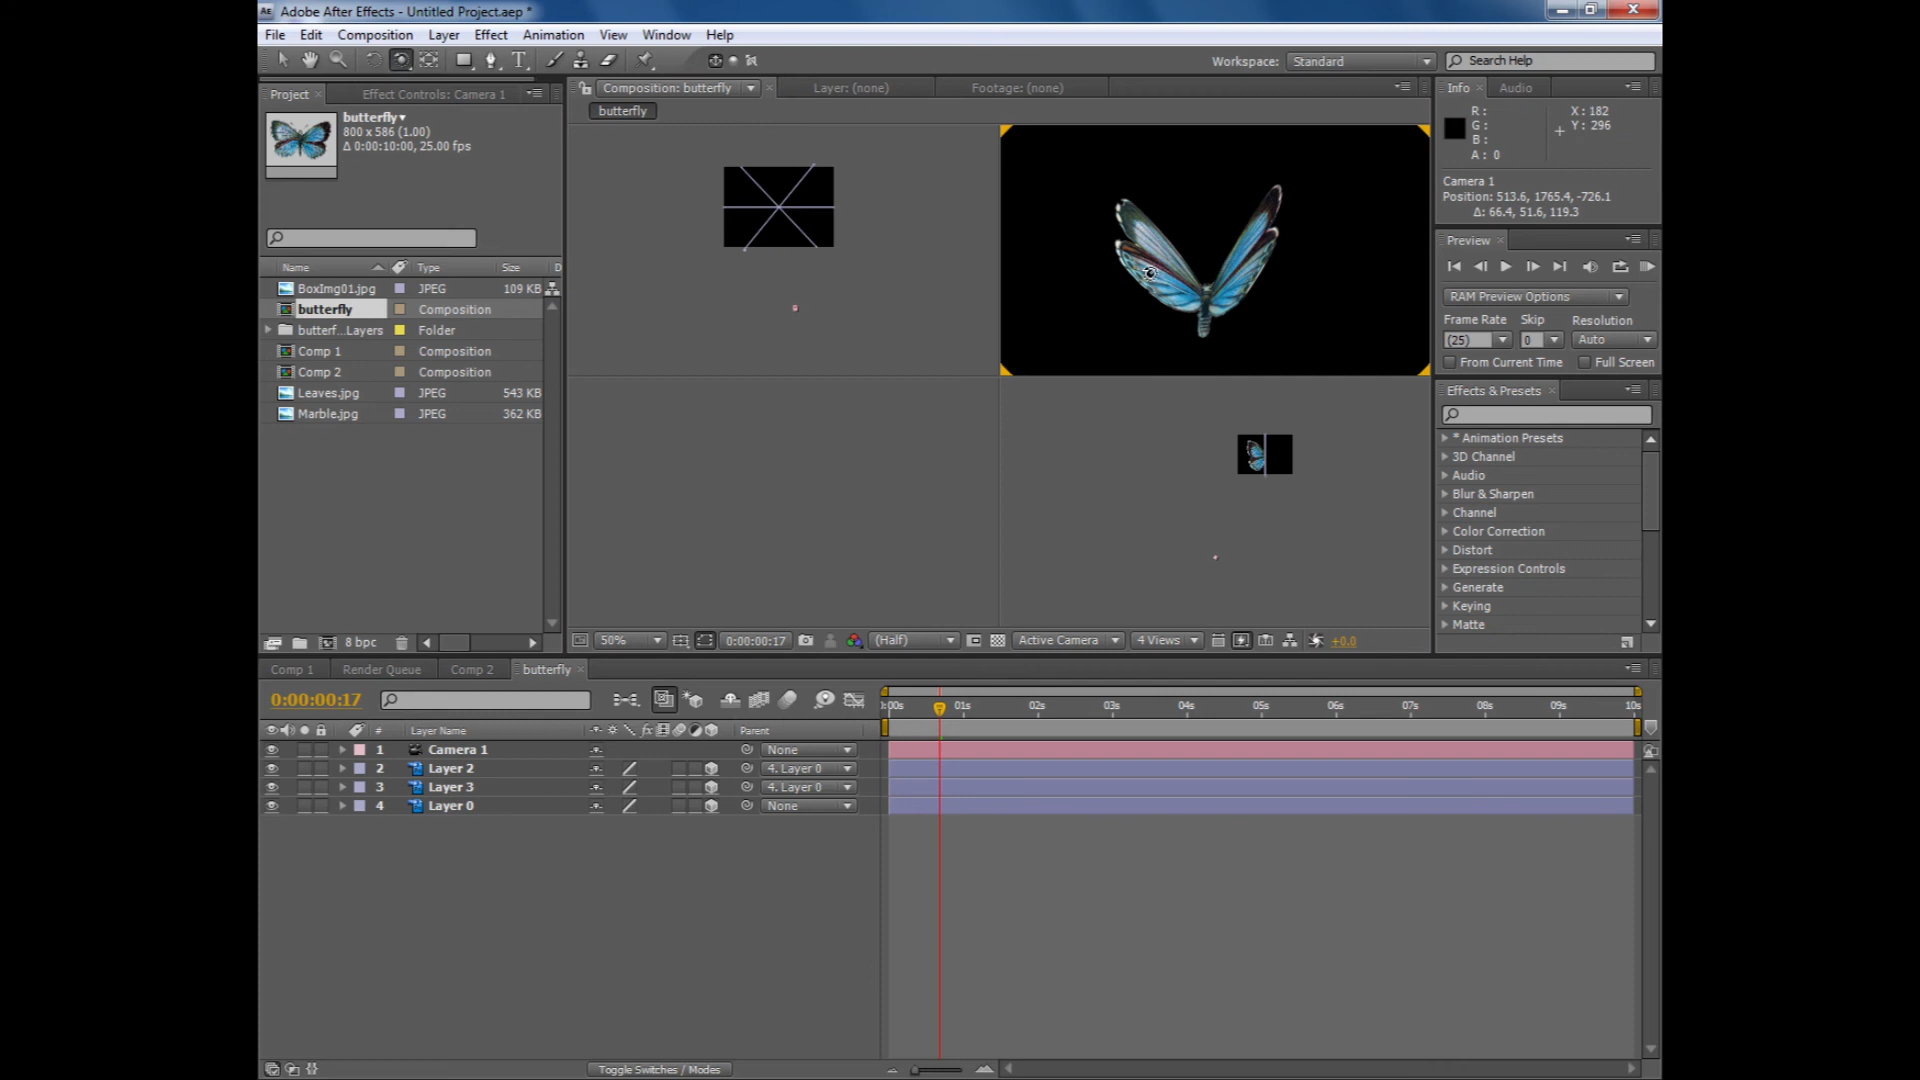 Adobe After Effects - Untitled Project.aep *
File Edit Composition Layer Effect Animation View Window Help
Workspace: Standard Search Help
Project Effect Controls: Camera 1
butterfly
800 x 586 (1.00)
Δ 0:00:10:00, 25.00 fps
Name Type Size D
BoxImg01.jpg JPEG 109 KB
butterfly Composition
butterf...Layers Folder
Comp 1 Composition
Comp 2 Composition
Leaves.jpg JPEG 543 KB
Marble.jpg JPEG 362 KB
8 bpc
Composition: butterfly Layer: (none) Footage: (none)
butterfly
50% 0:00:00:17 (Half) Active Camera 4 Views +0.0
Info Audio
R: X: 182
G: Y: 296
B:
A: 0
Camera 1
Position: 513.6, 1765.4, -726.1
Δ: 66.4, 51.6, 119.3
Preview
RAM Preview Options
Frame Rate Skip Resolution
(25) 0 Auto
From Current Time Full Screen
Effects & Presets
* Animation Presets
3D Channel
Audio
Blur & Sharpen
Channel
Color Correction
Distort
Expression Controls
Generate
Keying
Matte
Comp 1 Render Queue Comp 2 butterfly
0:00:00:17
:00s 01s 02s 03s 04s 05s 06s 07s 08s 09s 10s
# Layer Name fx Parent
1 Camera 1 None
2 Layer 2 4. Layer 0
3 Layer 3 4. Layer 0
4 Layer 0 None
Toggle Switches / Modes